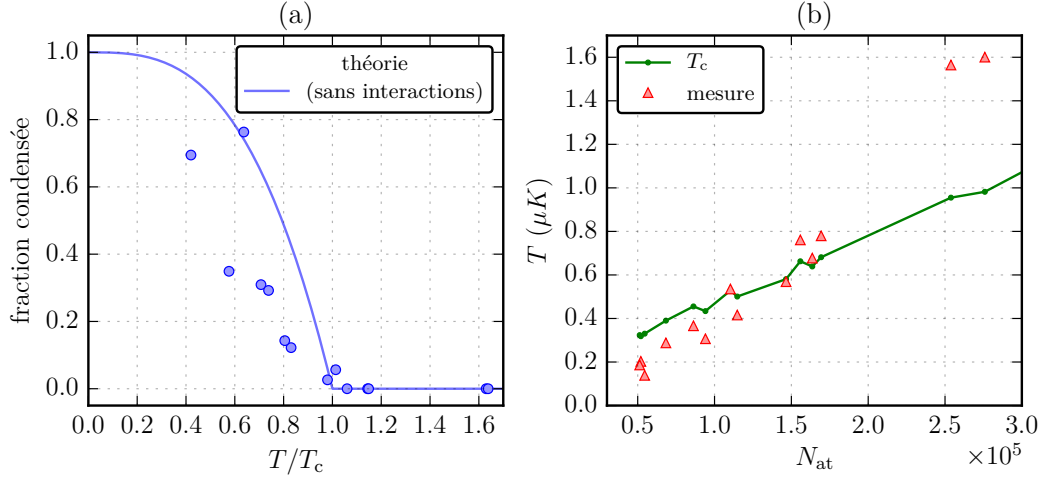 (a)
fraction condensée
1.0
0.8
0.6
0.4
0.2
0.0
théorie
(sans interactions)
0.0 0.2 0.4 0.6 0.8 1.0 1.2 1.4 1.6
T/Tc
(b)
T (μK)
1.6
1.4
1.2
1.0
0.8
0.6
0.4
0.2
0.0
Tc
mesure
0.5 1.0 1.5 2.0 2.5 3.0
Nat
×10⁵